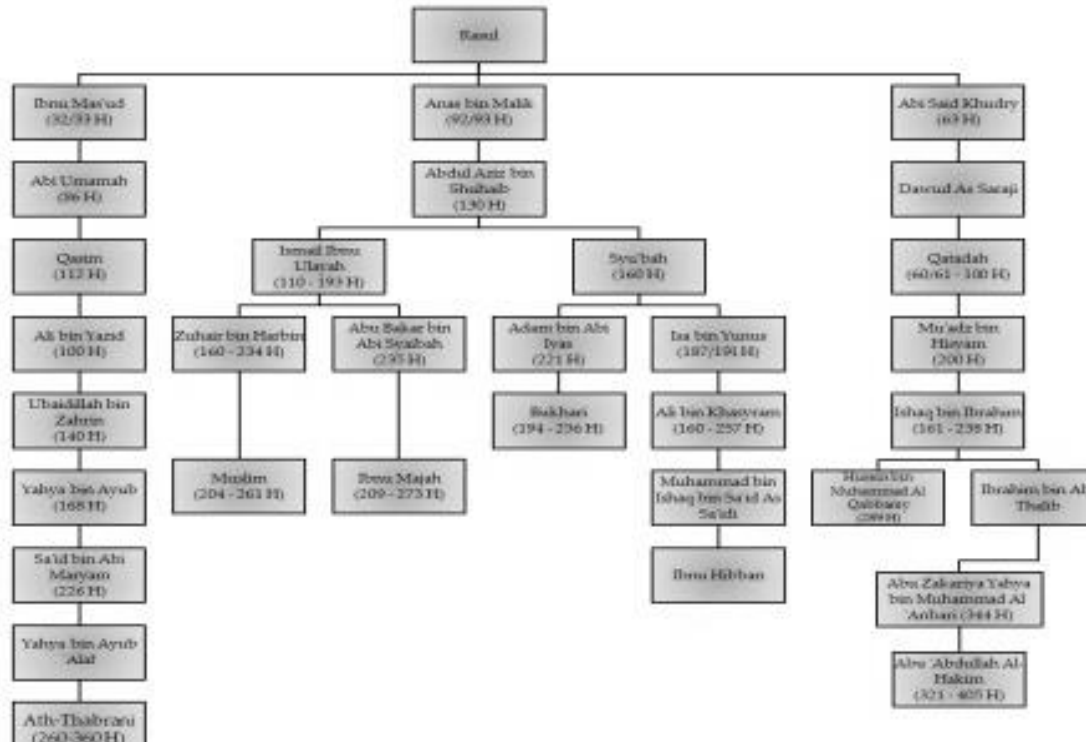 Rasul
Ibnu Mas'ud
(32/33 H)
Anas bin Malik
(92/93 H)
Abi Said Khudry
(63 H)
Abi Umamah
(86 H)
Abdul Aziz bin
Shuhaib
(130 H)
Dawud As Saraji
Qasim
(112 H)
Ismail Ibnu
Ulayah
(110 - 193 H)
Syu'bah
(160 H)
Qatadah
(60/61 - 100 H)
Ali bin Yazid
(100 H)
Zuhair bin Harbin
(160 - 234 H)
Abu Bakar bin
Abi Syaibah
(235 H)
Adam bin Abi
Iyas
(221 H)
Isa bin Yunus
(187/191 H)
Mu'adz bin
Hisyam
(200 H)
Ubaidillah bin
Zahrin
(140 H)
Bukhari
(194 - 256 H)
Ali bin Khasyram
(160 - 257 H)
Ishaq bin Ibrahim
(161 - 238 H)
Yahya bin Ayub
(168 H)
Muslim
(204 - 261 H)
Ibnu Majah
(209 - 273 H)
Muhammad bin
Ishaq bin Sa'id As
Sa'idi
bin
Muhammad Al
Qabbany
(289 H)
Ibrahim bin Abi
Thalib
Sa'id bin Abi
Maryam
(226 H)
Ibnu Hibban
Abu Zakariya Yahya
bin Muhammad Al
'Anbari (344 H)
Yahya bin Ayub
Alaf
Abu 'Abdullah Al-
Hakim
(321 - 405 H)
Ath-Thabrani
(260-360 H)